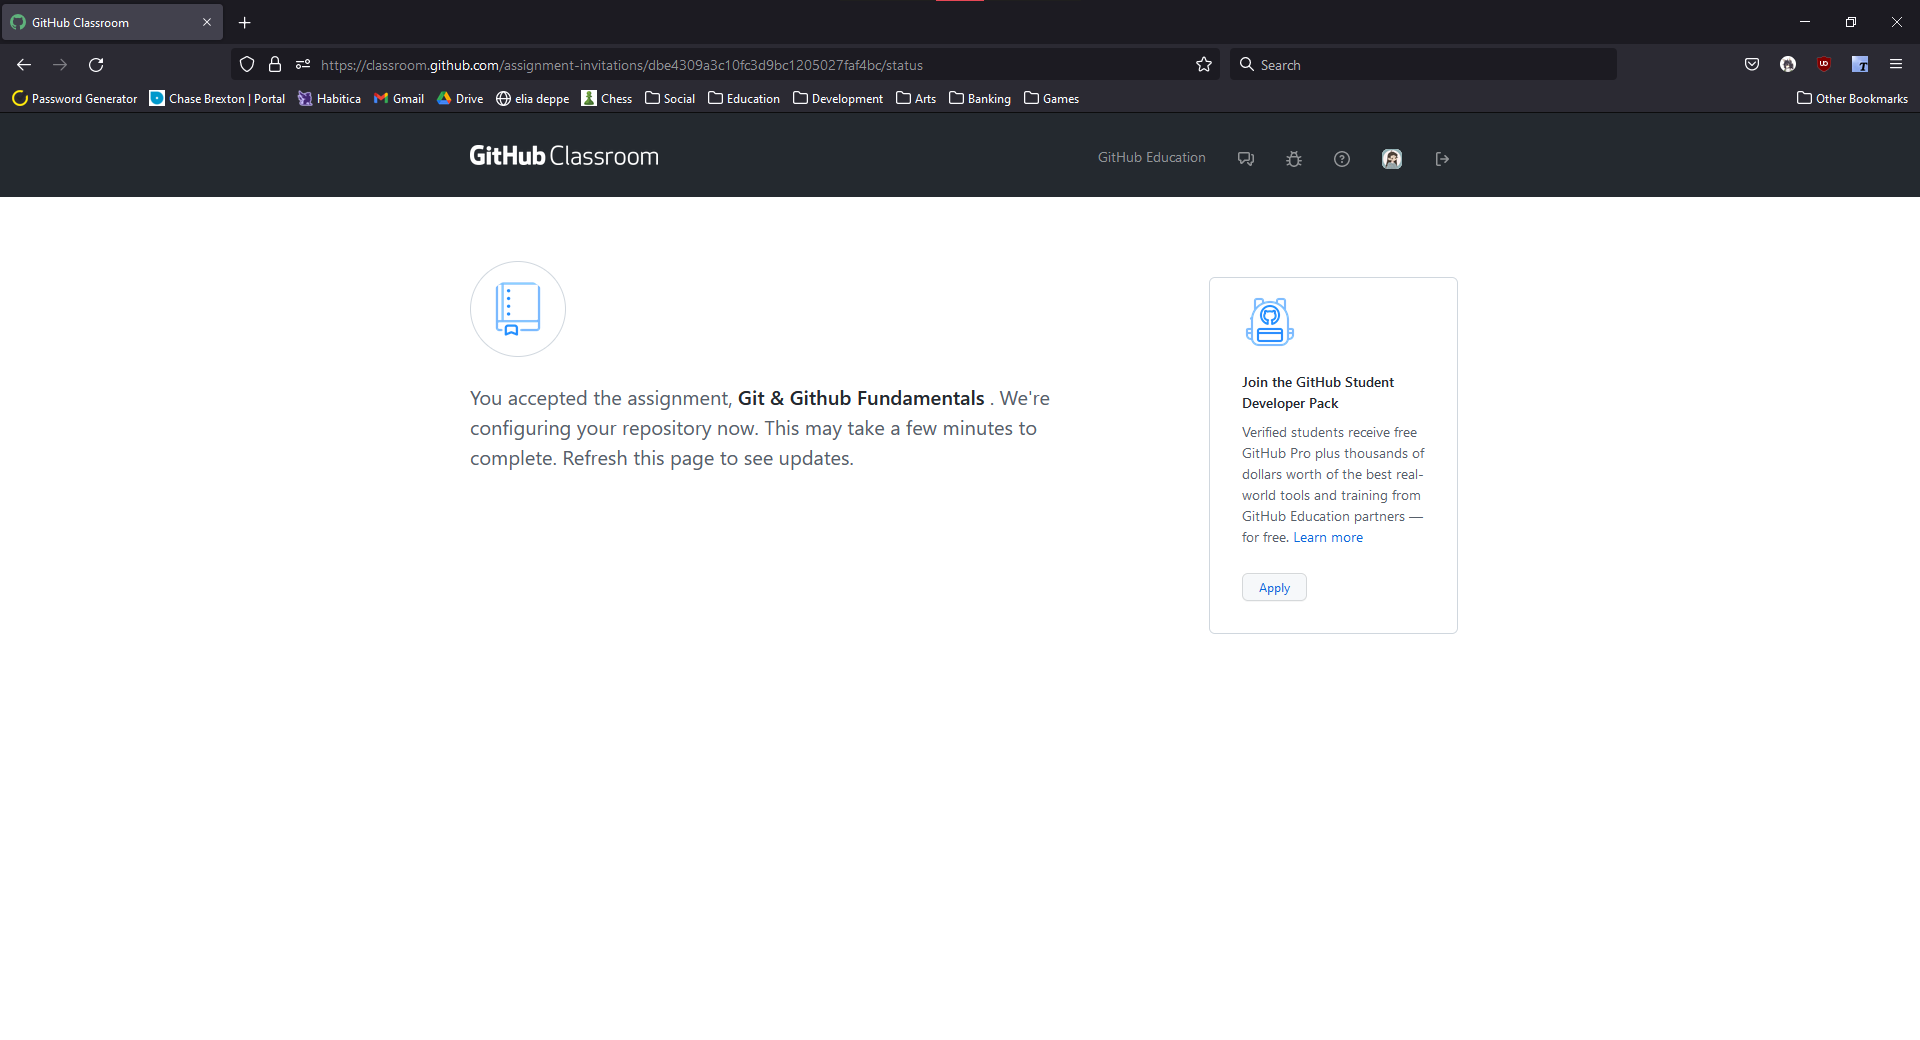 GitHub Classroom
https://classroom.github.com/assignment-invitations/dbe4309a3c10fc3d9bc1205027faf4bc/status
Search
Password Generator
Chase Brexton | Portal
Habitica
Gmail
Drive
elia deppe
Chess
Social
Education
Development
Arts
Banking
Games
Other Bookmarks
GitHub Classroom
GitHub Education
You accepted the assignment, Git & Github Fundamentals . We're
configuring your repository now. This may take a few minutes to
complete. Refresh this page to see updates.
Join the GitHub Student
Developer Pack
Verified students receive free
GitHub Pro plus thousands of
dollars worth of the best real-
world tools and training from
GitHub Education partners —
for free. Learn more
Apply